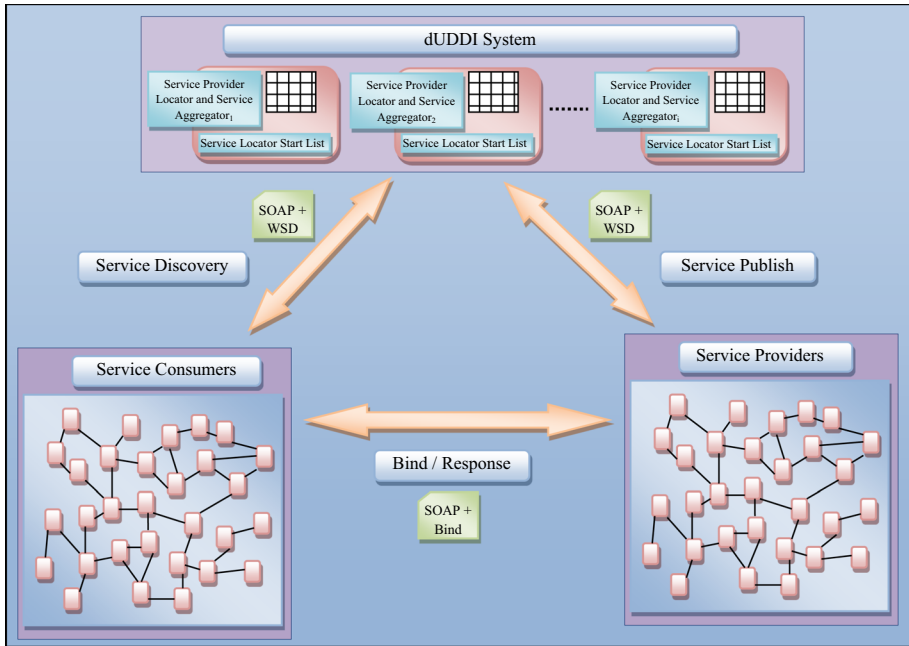 dUDDI System
Service Provider
Locator and Service
Aggregator1
Service Locator Start List
Service Provider
Locator and Service
Aggregator2
Service Locator Start List
........
Service Provider
Locator and Service
Aggregatori
Service Locator Start List
SOAP +
WSD
SOAP +
WSD
Service Discovery
Service Publish
Service Consumers
Service Providers
Bind / Response
SOAP +
Bind